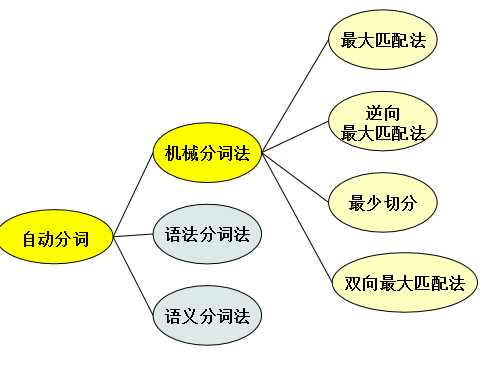 最大匹配法
逆向
最大匹配法
机械分词法
最少切分
语法分词法
自动分词
双向最大匹配法
语义分词法